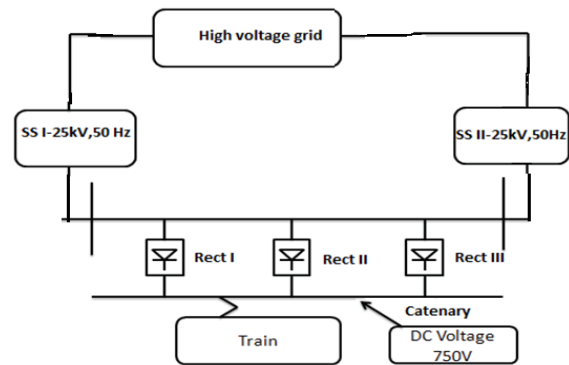 High voltage grid
SS I-25kV,50 Hz
SS II-25kV,50Hz
Rect I
Rect II
Rect III
Catenary
Train
DC Voltage
750V